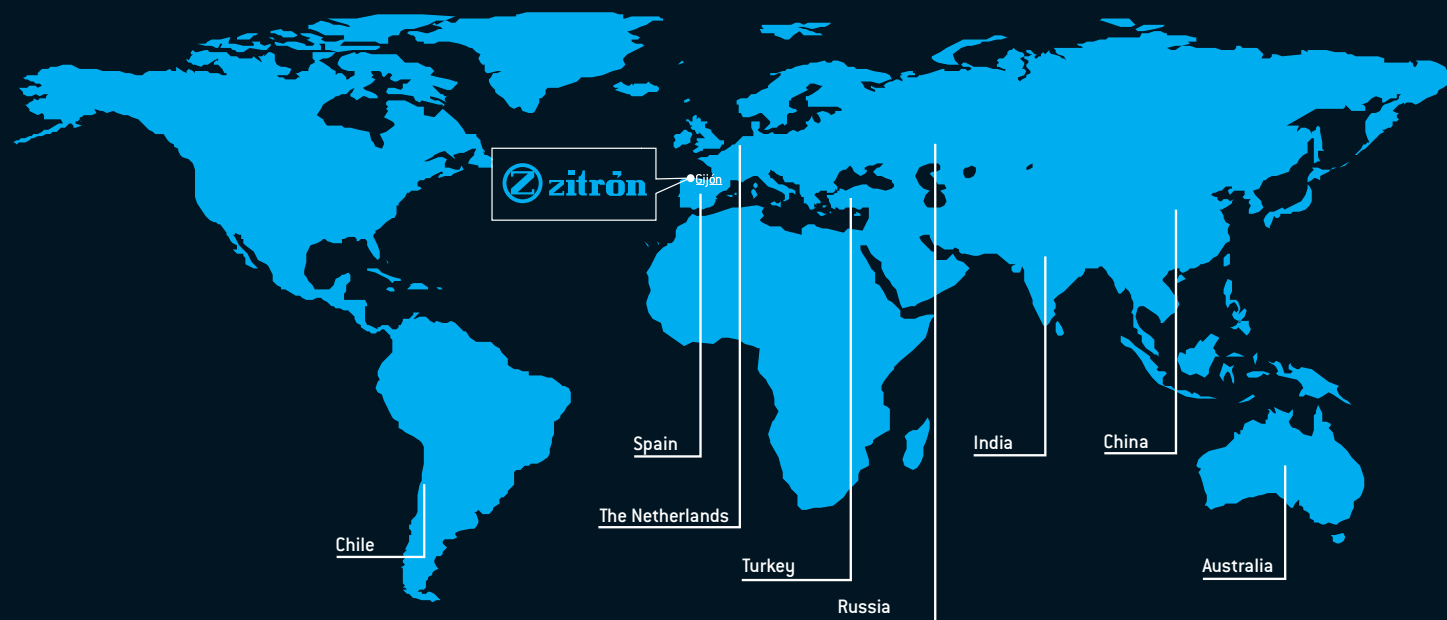 zitrón
Gijón
Spain
India
China
The Netherlands
Chile
Turkey
Australia
Russia